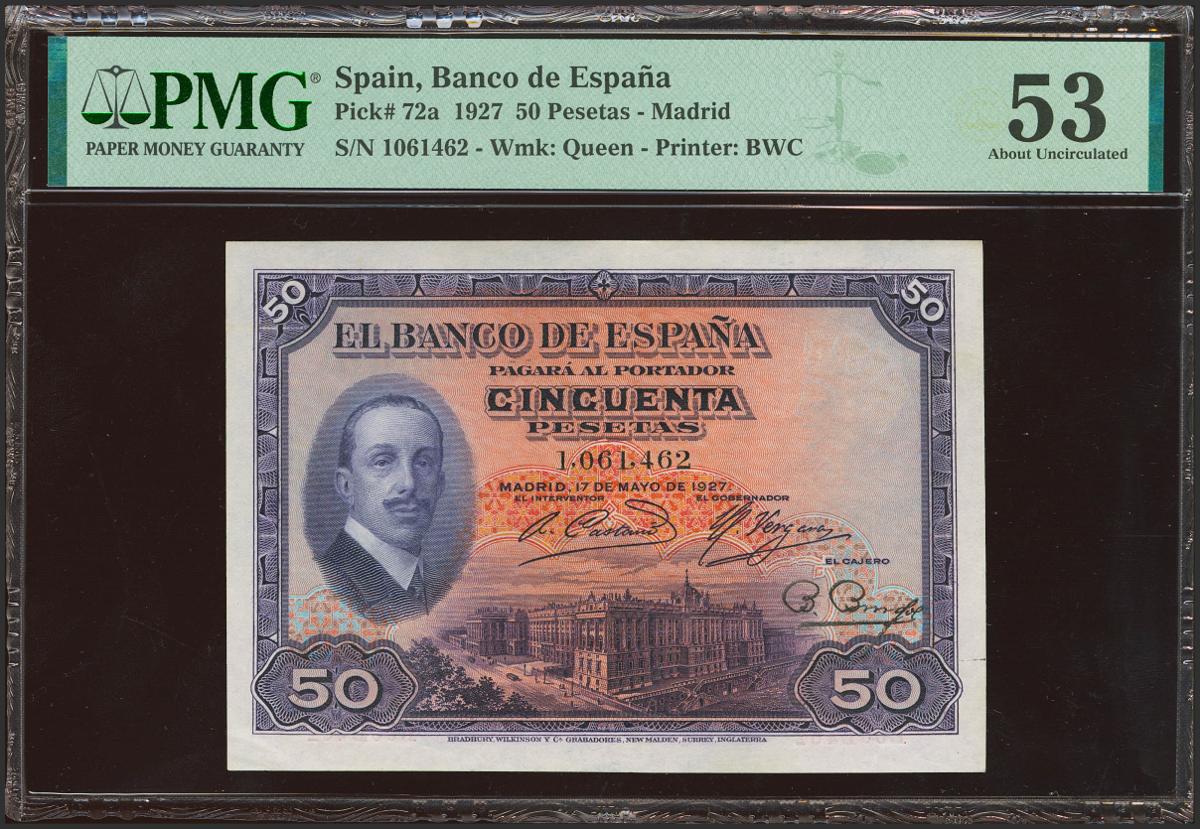 PMG®
PAPER MONEY GUARANTY
Spain, Banco de España
Pick# 72a 1927 50 Pesetas - Madrid
S/N 1061462 - Wmk: Queen - Printer: BWC
53
About Uncirculated
50
50
EL BANCO DE ESPAÑA
PAGARÁ AL PORTADOR
CINCUENTA
PESETAS
1,061,462
MADRID, 17 DE MAYO DE 1927.
EL INTERVENTOR EL GOBERNADOR
EL CAJERO
50
50
BRADBURY, WILKINSON Y Cª GRABADORES, NEW MALDEN, SURREY, INGLATERRA